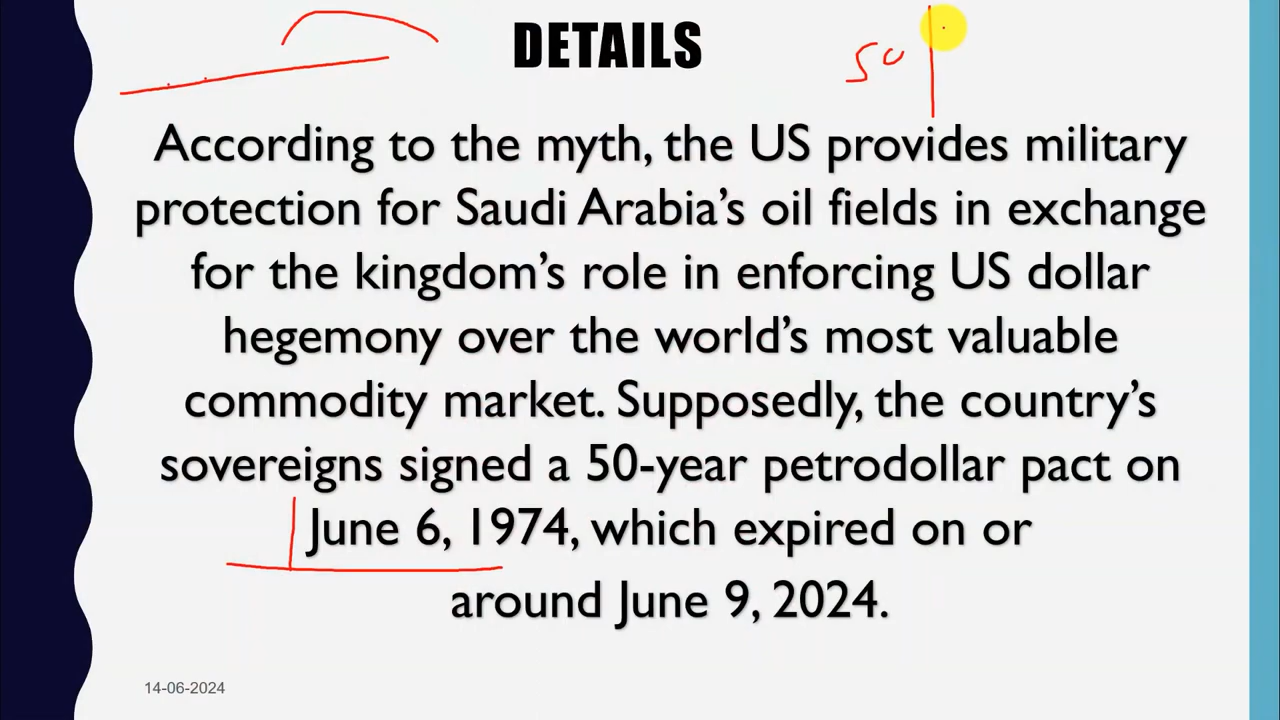 DETAILS
50
According to the myth, the US provides military
protection for Saudi Arabia’s oil fields in exchange
for the kingdom’s role in enforcing US dollar
hegemony over the world’s most valuable
commodity market. Supposedly, the country’s
sovereigns signed a 50-year petrodollar pact on
June 6, 1974, which expired on or
around June 9, 2024.
14-06-2024